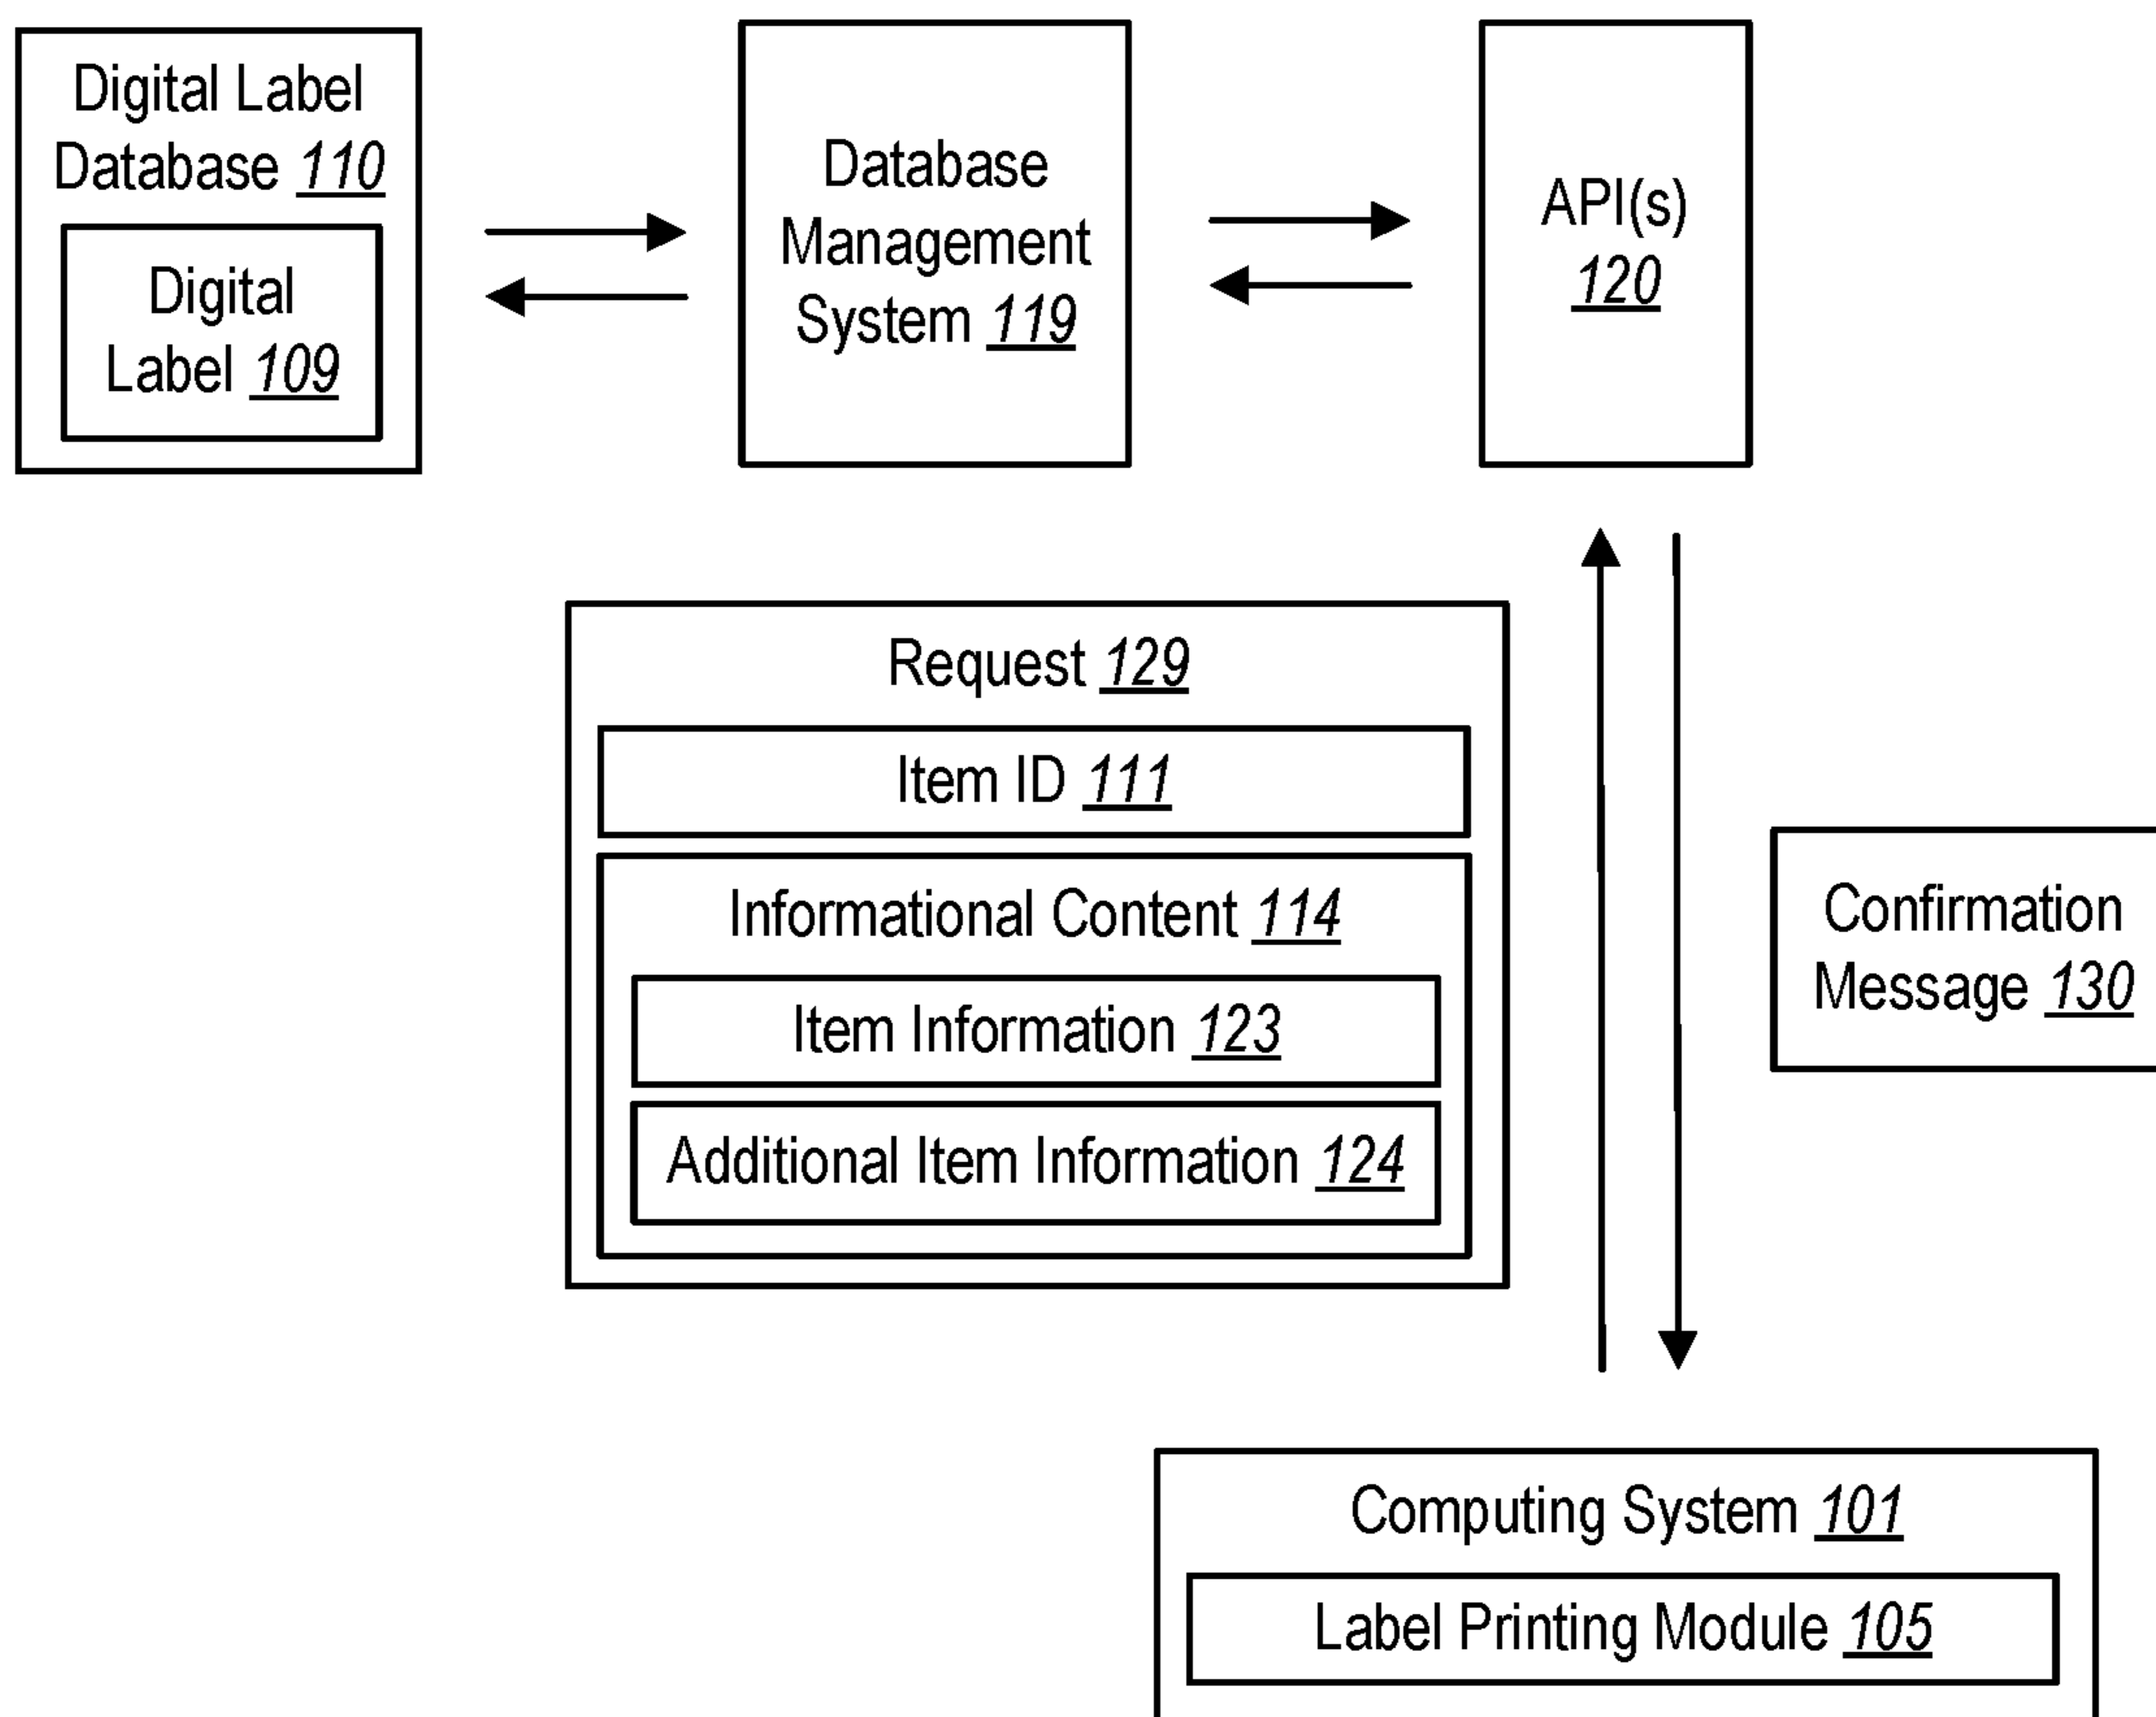 Digital Label
Database 110
Digital
Label 109
Database
Management
System 119
API(s)
120
Request 129
Item ID 111
Informational Content 114
Item Information 123
Additional Item Information 124
Confirmation
Message 130
Computing System 101
Label Printing Module 105